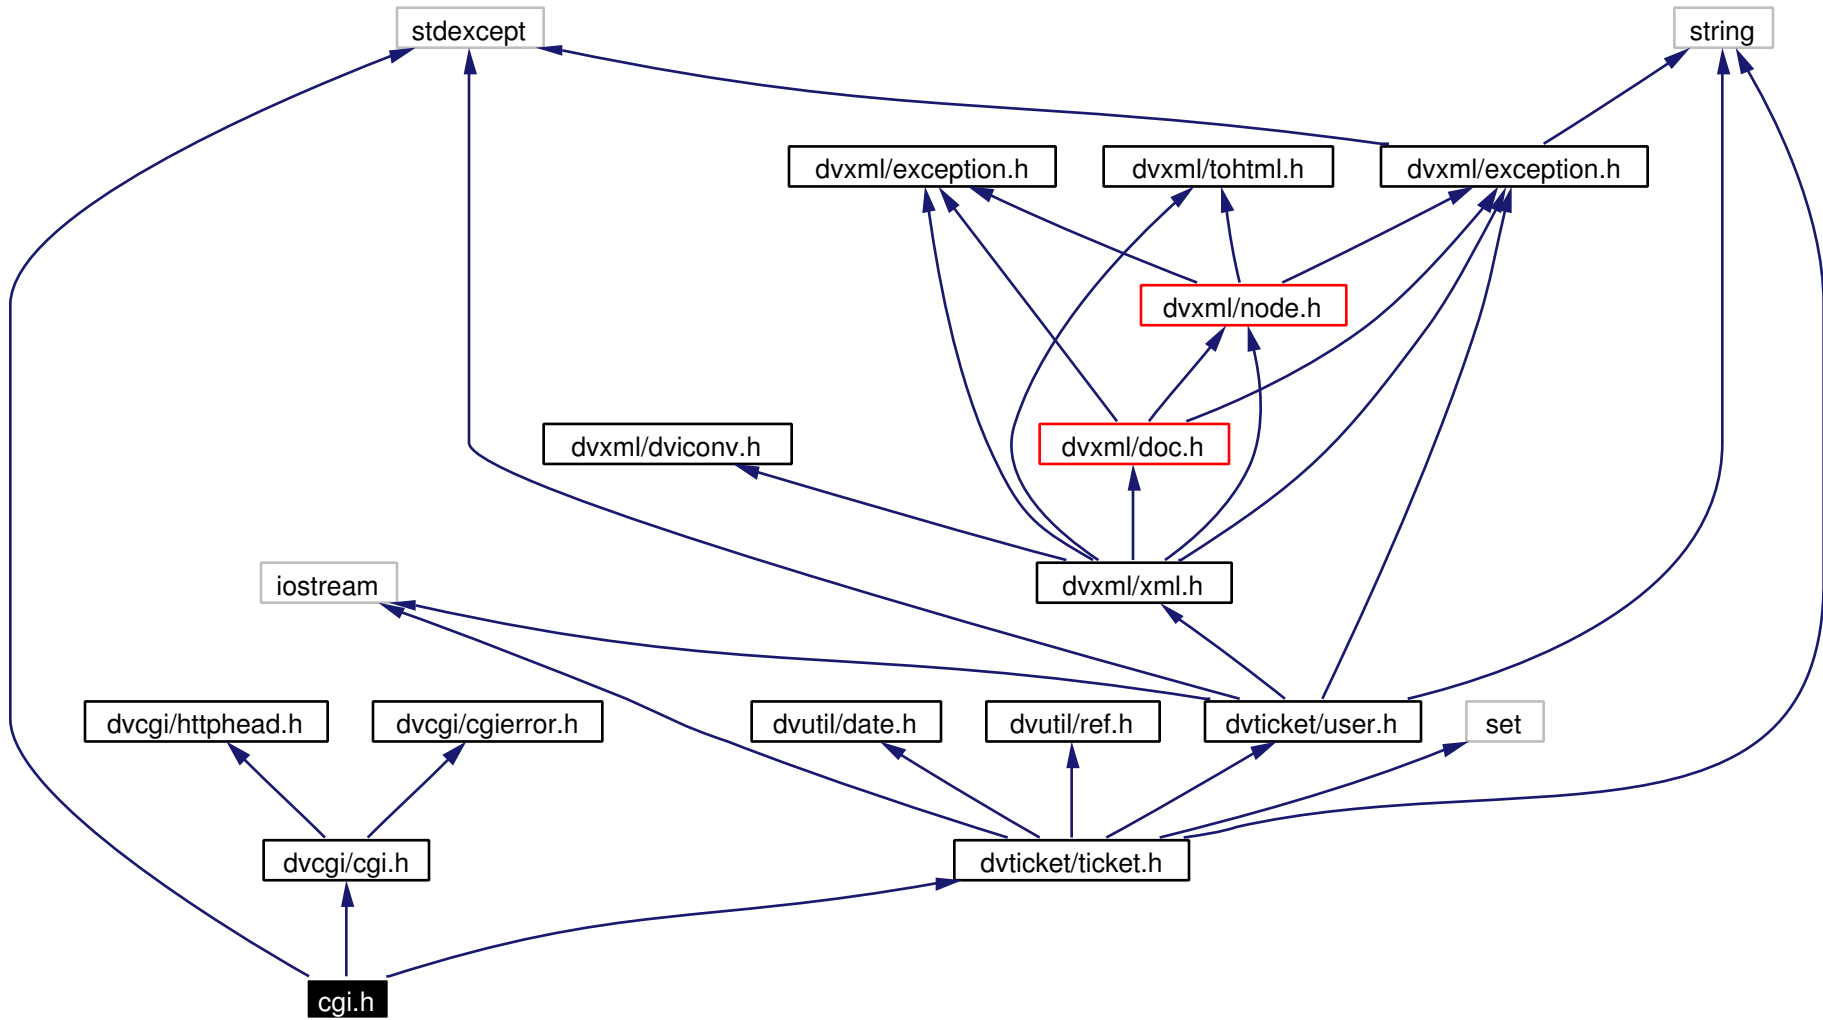 stdexcept
string
dvxml/exception.h
dvxml/tohtml.h
dvxml/exception.h
dvxml/node.h
dvxml/dviconv.h
dvxml/doc.h
iostream
dvxml/xml.h
dvcgi/httphead.h
dvcgi/cgierror.h
dvutil/date.h
dvutil/ref.h
dvticket/user.h
set
dvcgi/cgi.h
dvticket/ticket.h
cgi.h